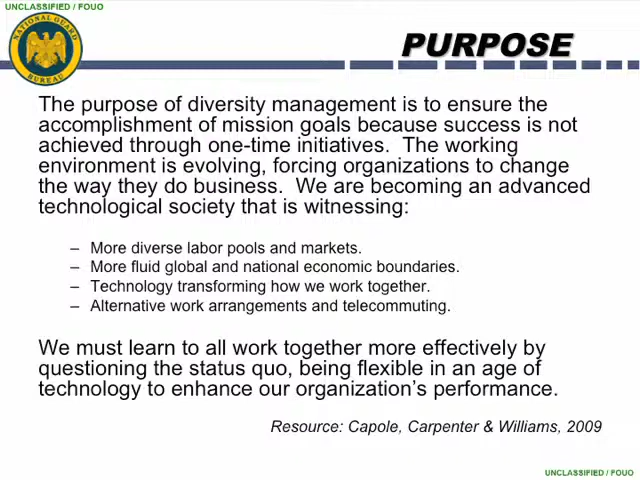 UNCLASSIFIED / FOUO
NATIONAL GUARD
BUREAU
PURPOSE
The purpose of diversity management is to ensure the
accomplishment of mission goals because success is not
achieved through one-time initiatives.  The working
environment is evolving, forcing organizations to change
the way they do business.  We are becoming an advanced
technological society that is witnessing:
– More diverse labor pools and markets.
– More fluid global and national economic boundaries.
– Technology transforming how we work together.
– Alternative work arrangements and telecommuting.
We must learn to all work together more effectively by
questioning the status quo, being flexible in an age of
technology to enhance our organization’s performance.
Resource: Capole, Carpenter & Williams, 2009
UNCLASSIFIED / FOUO